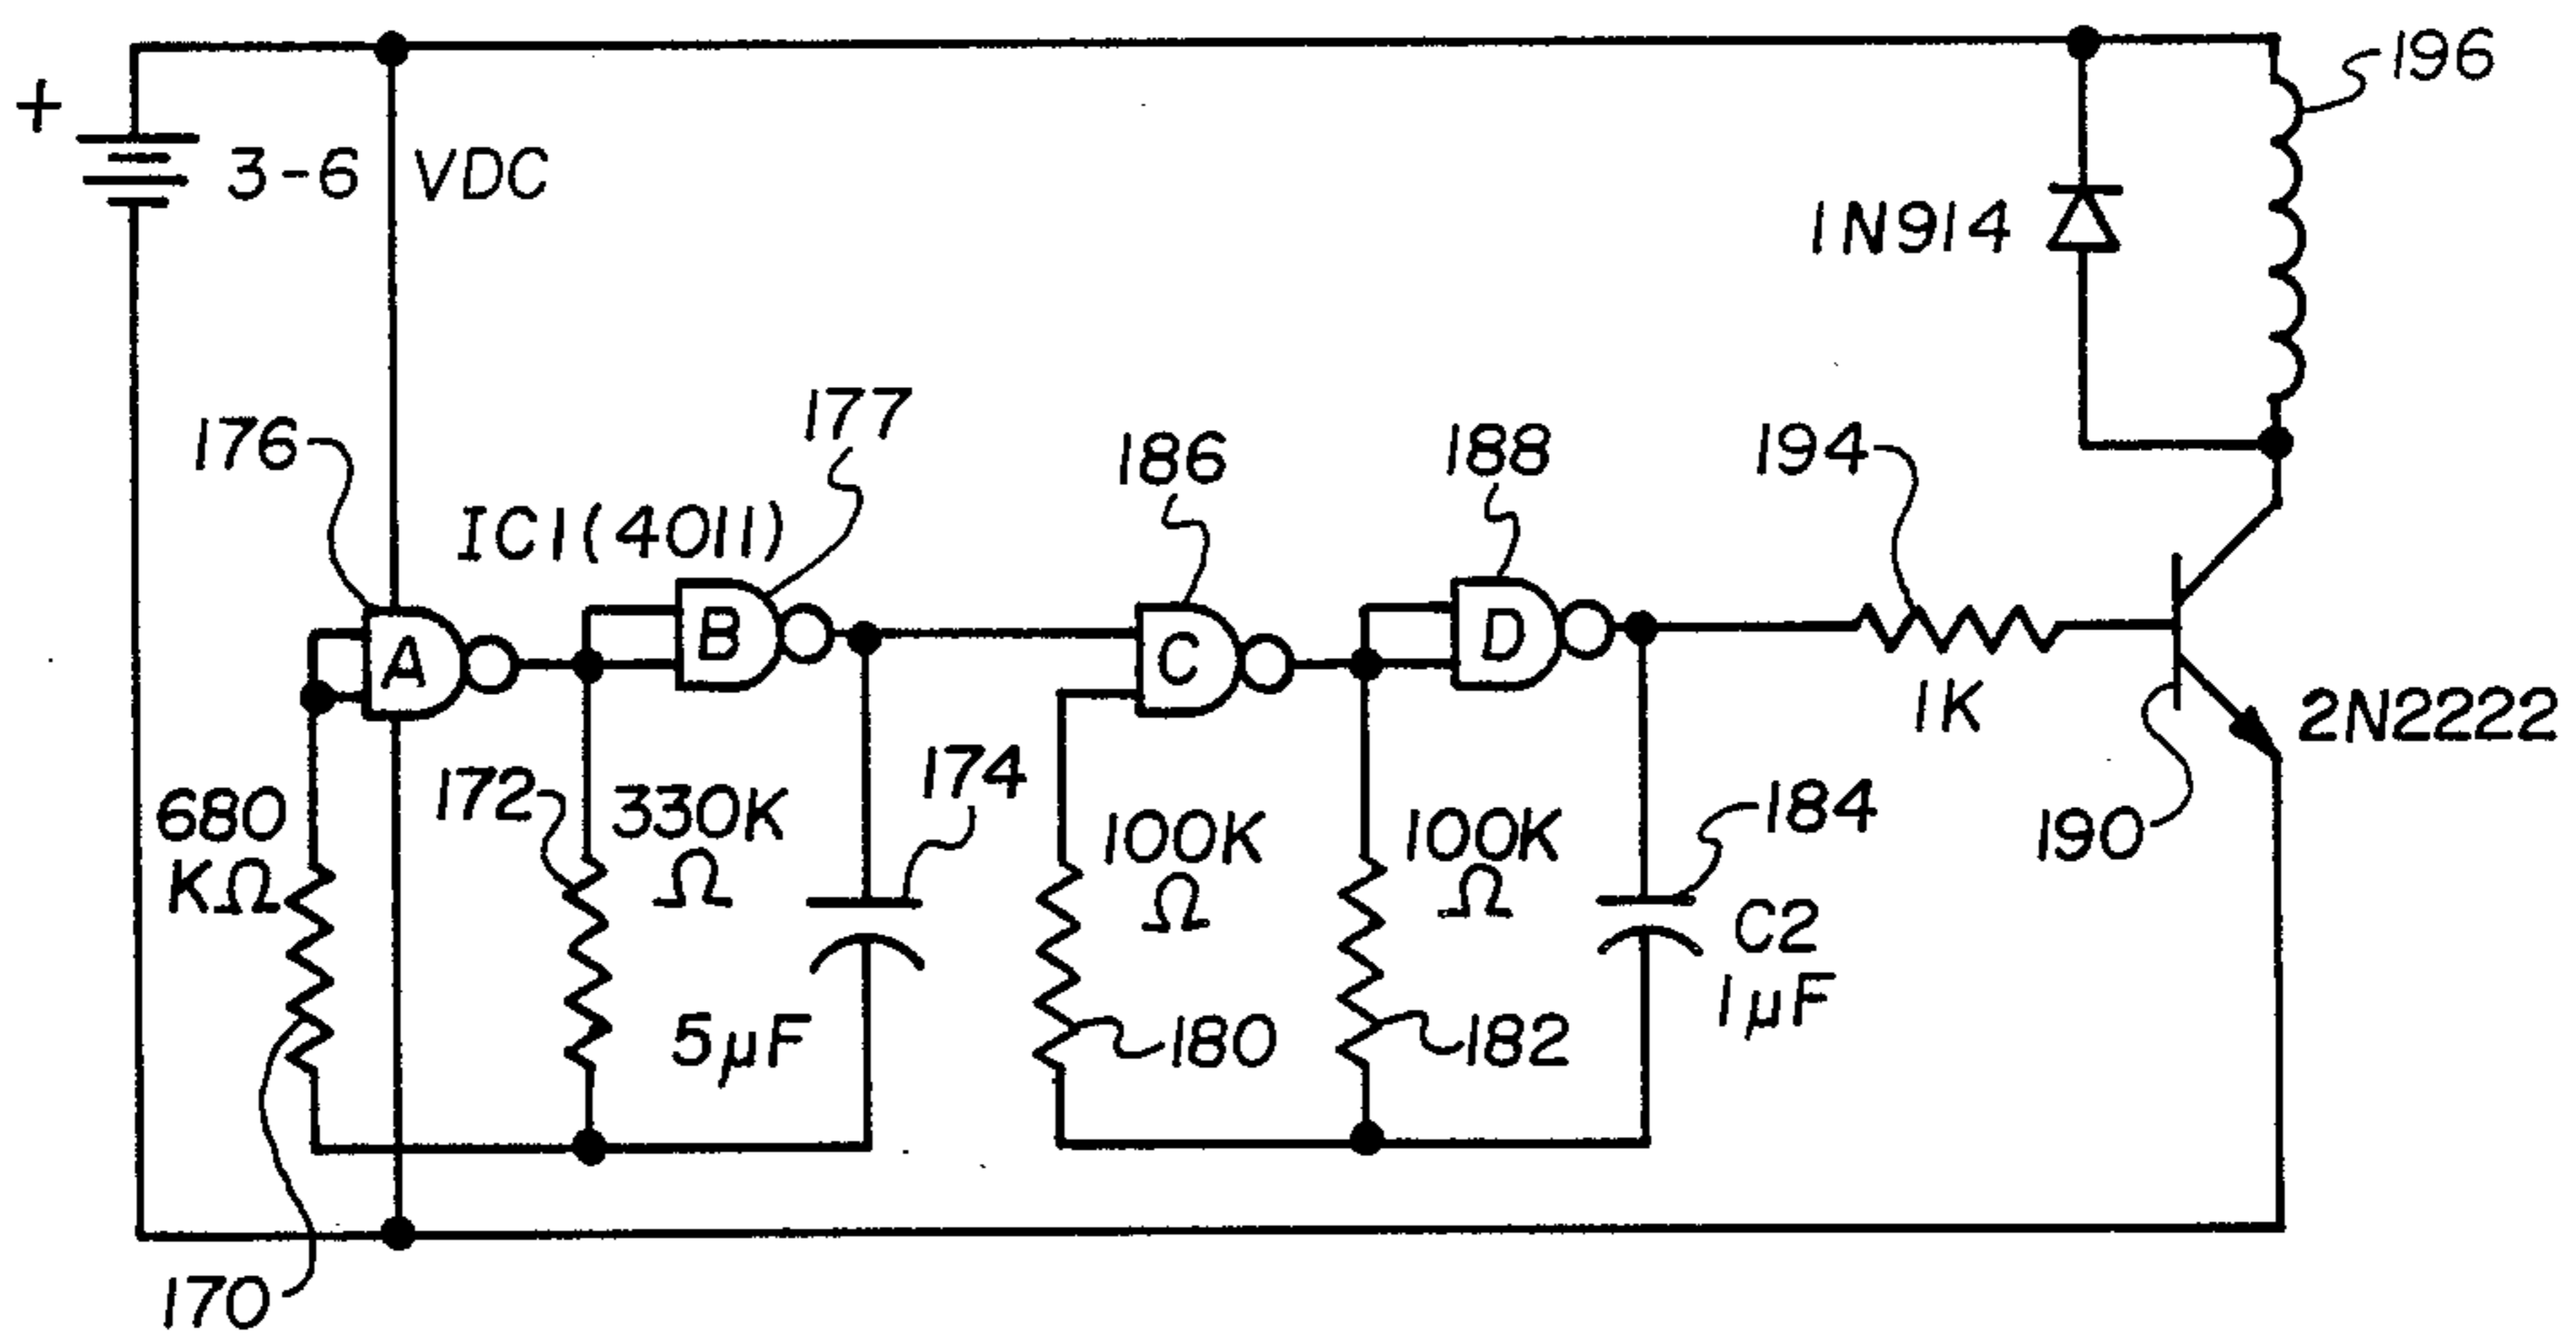 196
+
3-6 VDC
1N914
177
176
186
188
194
IC1(4011)
A
B
C
D
1K
2N2222
680
KΩ
172
330K
Ω
174
100K
Ω
100K
Ω
184
190
C2
1µF
5µF
180
182
170